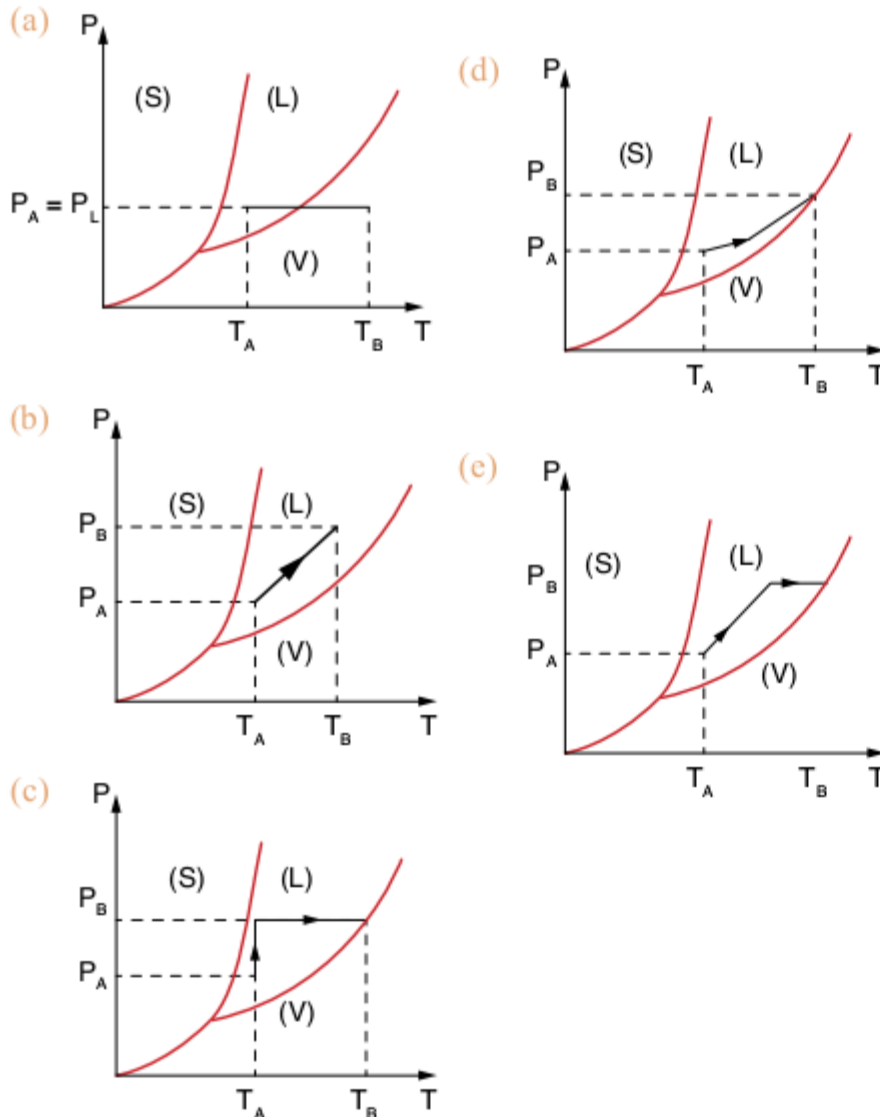 (a)
P
(S)
(L)
P_A = P_L
(V)
T_A
T_B
T
(b)
P
(S)
(L)
P_B
P_A
(V)
T_A
T_B
T
(c)
P
(S)
(L)
P_B
P_A
(V)
T_A
T_B
T
(d)
P
(S)
(L)
P_B
P_A
(V)
T_A
T_B
T
(e)
P
(S)
(L)
P_B
P_A
(V)
T_A
T_B
T